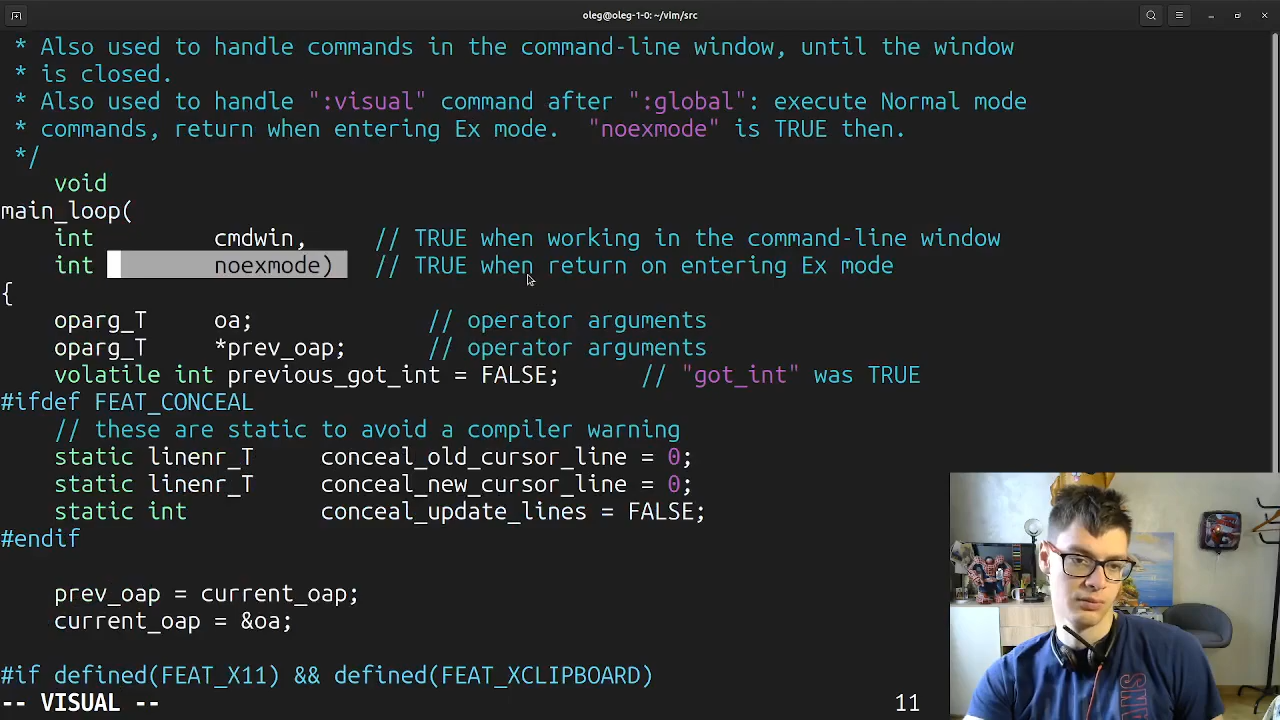 oleg@oleg-1-0: ~/vim/src
* Also used to handle commands in the command-line window, until the window
* is closed.
* Also used to handle ":visual" command after ":global": execute Normal mode
* commands, return when entering Ex mode.  "noexmode" is TRUE then.
*/
void
main_loop(
int cmdwin, // TRUE when working in the command-line window
int noexmode) // TRUE when return on entering Ex mode
{
oparg_T oa; // operator arguments
oparg_T *prev_oap; // operator arguments
volatile int previous_got_int = FALSE; // "got_int" was TRUE
#ifdef FEAT_CONCEAL
// these are static to avoid a compiler warning
static linenr_T conceal_old_cursor_line = 0;
static linenr_T conceal_new_cursor_line = 0;
static int conceal_update_lines = FALSE;
#endif
prev_oap = current_oap;
current_oap = &oa;
#if defined(FEAT_X11) && defined(FEAT_XCLIPBOARD)
-- VISUAL -- 11